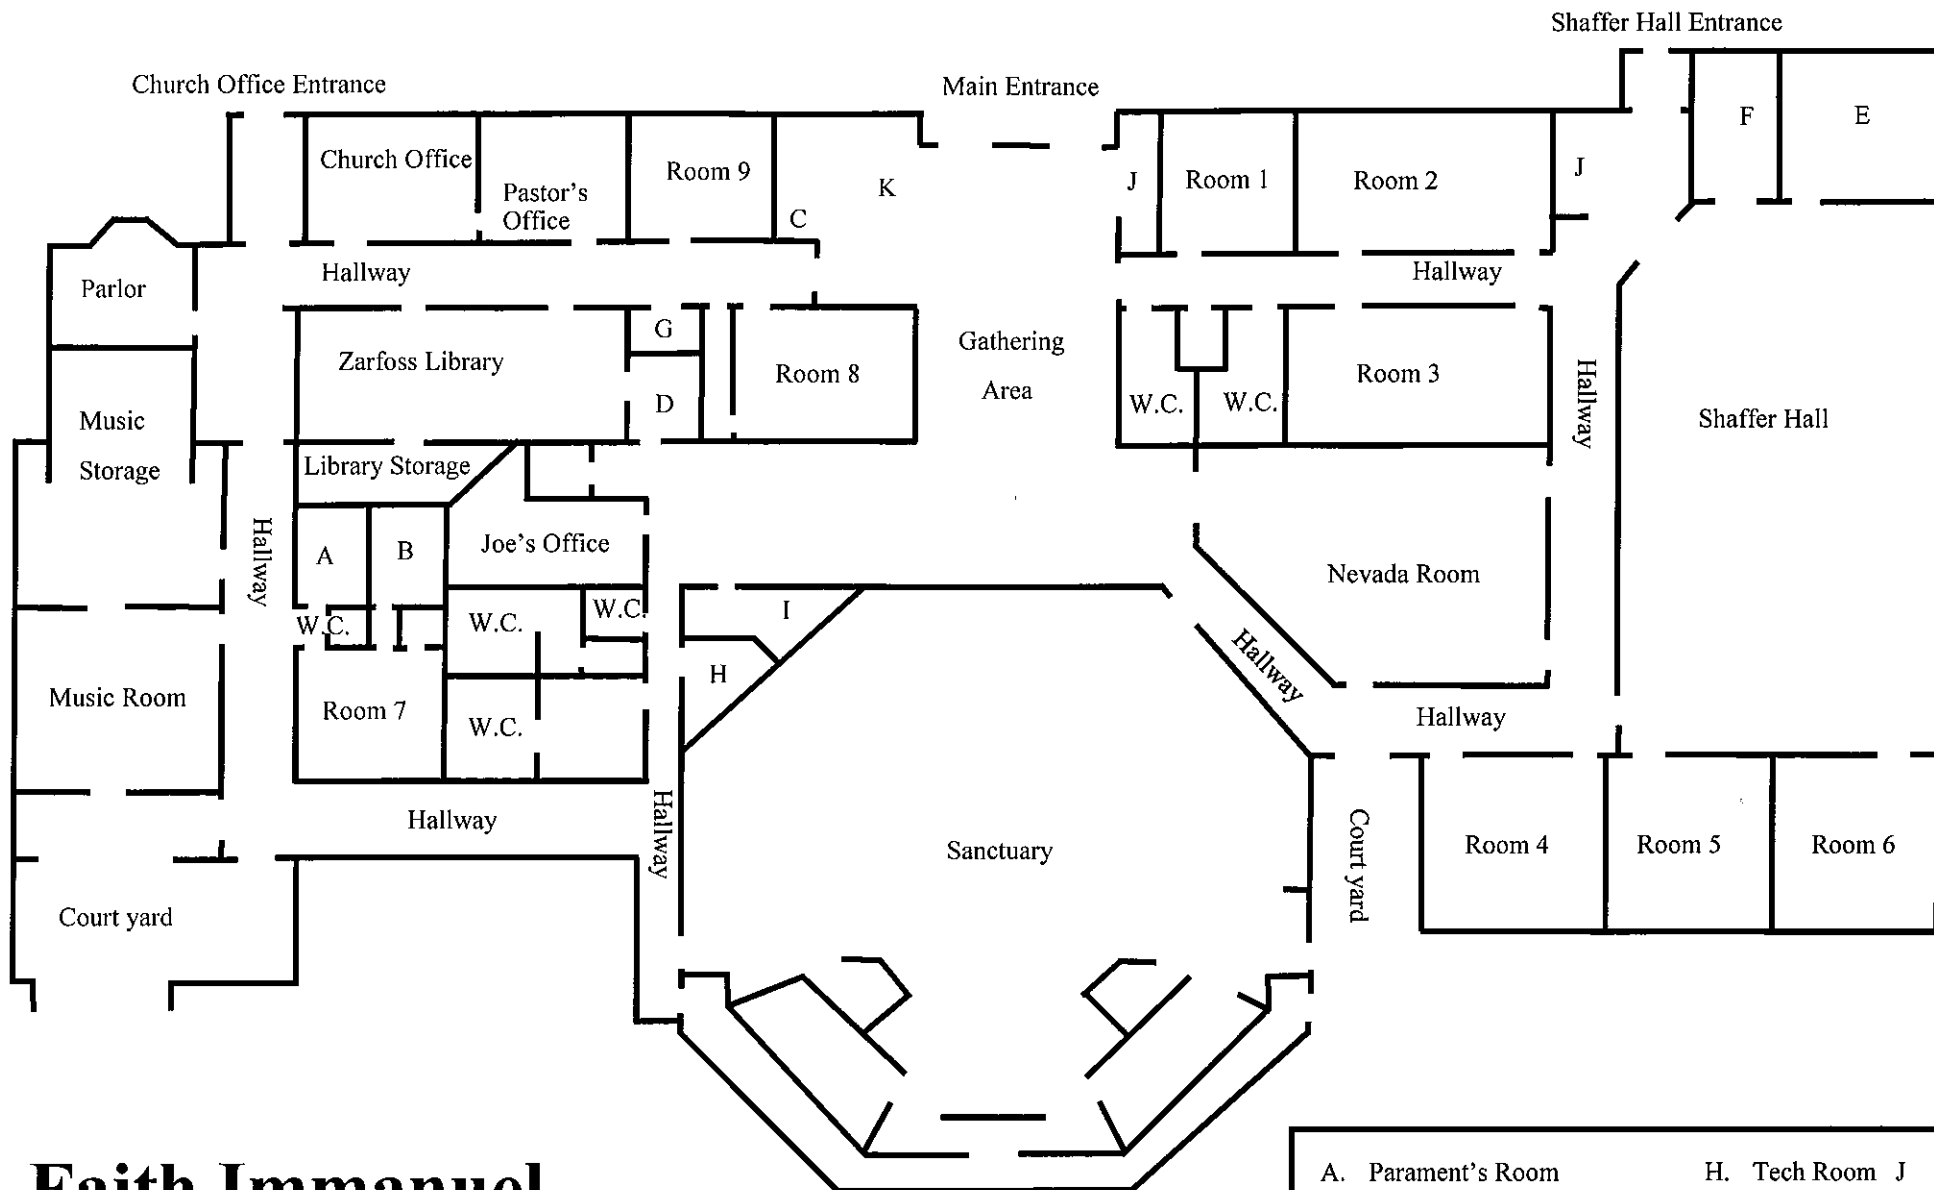 Shaffer Hall Entrance
Church Office Entrance
Main Entrance
Church Office
Pastor's
Office
Room 9
K
C
J
Room 1
Room 2
J
F
E
Parlor
Hallway
Hallway
Zarfoss Library
G
D
Room 8
Gathering
Area
W.C.
W.C.
Room 3
Hallway
Shaffer Hall
Music
Storage
Library Storage
Hallway
A
B
Joe's Office
Nevada Room
W.C.
W.C.
W.C.
I
H
Hallway
Music Room
Room 7
W.C.
Hallway
Hallway
Hallway
Sanctuary
Court yard
Room 4
Room 5
Room 6
Court yard
Faith Immanuel
A. Parament's Room
H. Tech Room J